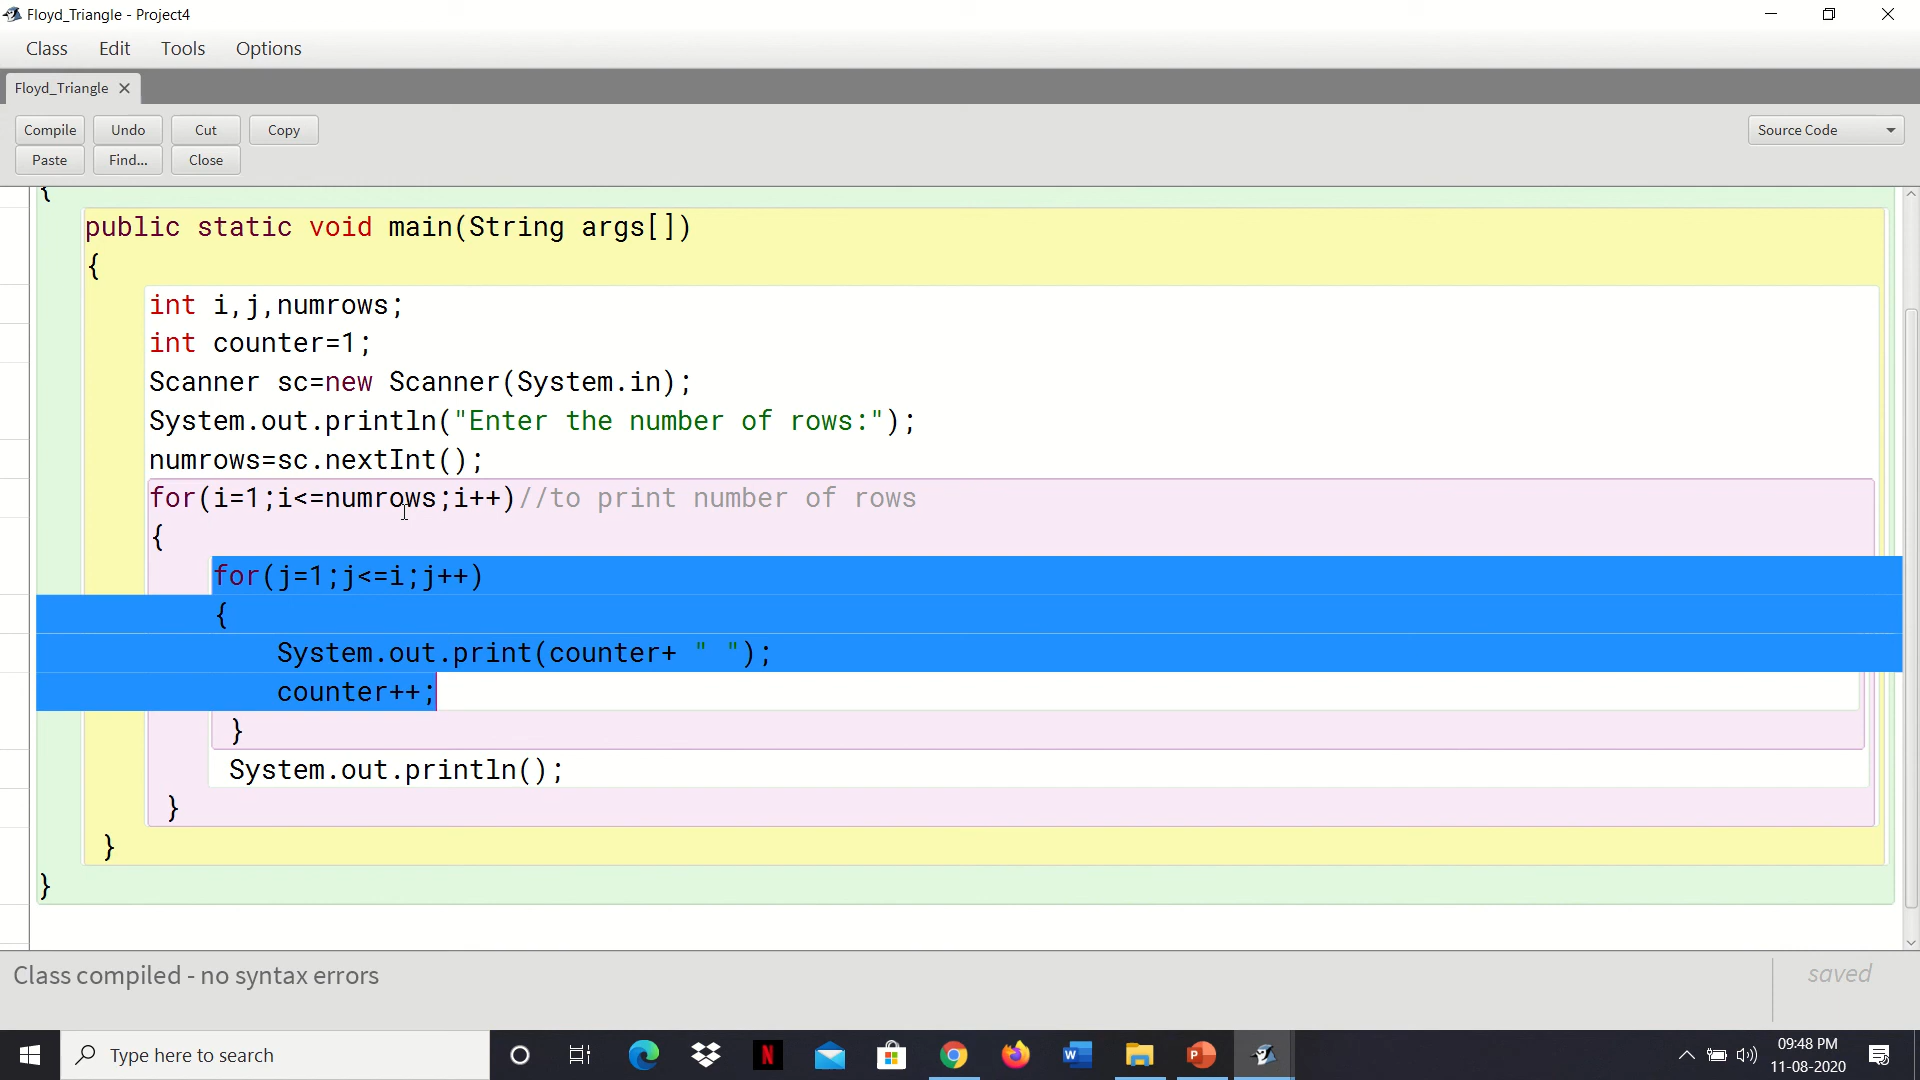 Floyd_Triangle - Project4
Class Edit Tools Options
Floyd_Triangle
Compile Undo Cut Copy Source Code
Paste Find... Close
{
public static void main(String args[])
{
int i,j,numrows;
int counter=1;
Scanner sc=new Scanner(System.in);
System.out.println("Enter the number of rows:");
numrows=sc.nextInt();
for(i=1;i<=numrows;i++)//to print number of rows
{
for(j=1;j<=i;j++)
{
System.out.print(counter+ " ");
counter++;
}
System.out.println();
}
}
}
Class compiled - no syntax errors saved
Type here to search
N
W
P
09:48 PM
11-08-2020